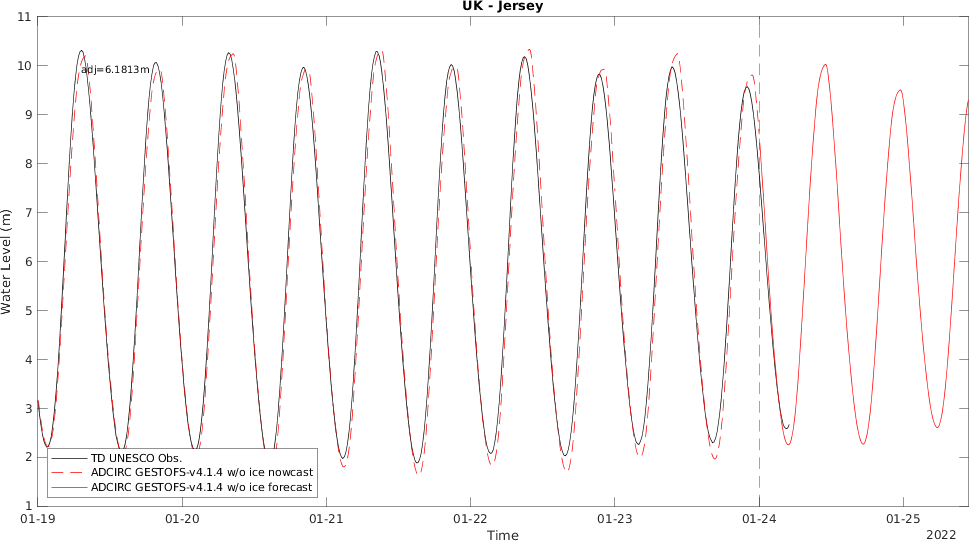 UK - Jersey
11
10
9
8
7
6
5
4
3
2
1
Water Level (m)
adj=6.1813m
TD UNESCO Obs.
ADCIRC GESTOFS-v4.1.4 w/o ice nowcast
ADCIRC GESTOFS-v4.1.4 w/o ice forecast
01-19 01-20 01-21 01-22 01-23 01-24 01-25
Time
2022